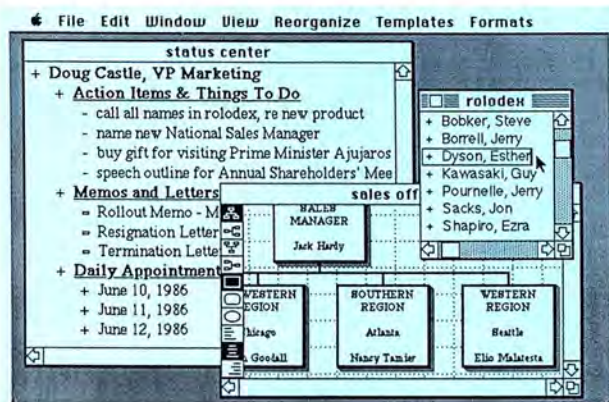 File Edit Window View Reorganize Templates Formats
status center
+ Doug Castle, VP Marketing
+ Action Items & Things To Do
- call all names in rolodex, re new product
- name new National Sales Manager
- buy gift for visiting Prime Minister Ajujaros
- speech outline for Annual Shareholders' Mee
+ Memos and Letters
Rollout Memo - M
Resignation Letter
Termination Lette
+ Daily Appointment
+ June 10, 1986
+ June 11, 1986
+ June 12, 1986
rolodex
+ Bobker, Steve
+ Borrell, Jerry
+ Dyson, Esther
+ Kawasaki, Guy
+ Pournelle, Jerry
+ Sacks, Jon
+ Shapiro, Ezra
sales off
SALES
MANAGER
Jack Hardy
WESTERN
REGION
hicago
Goodall
SOUTHERN
REGION
Atlanta
Nancy Tamier
WESTERN
REGION
Seattle
Elio Malatesta